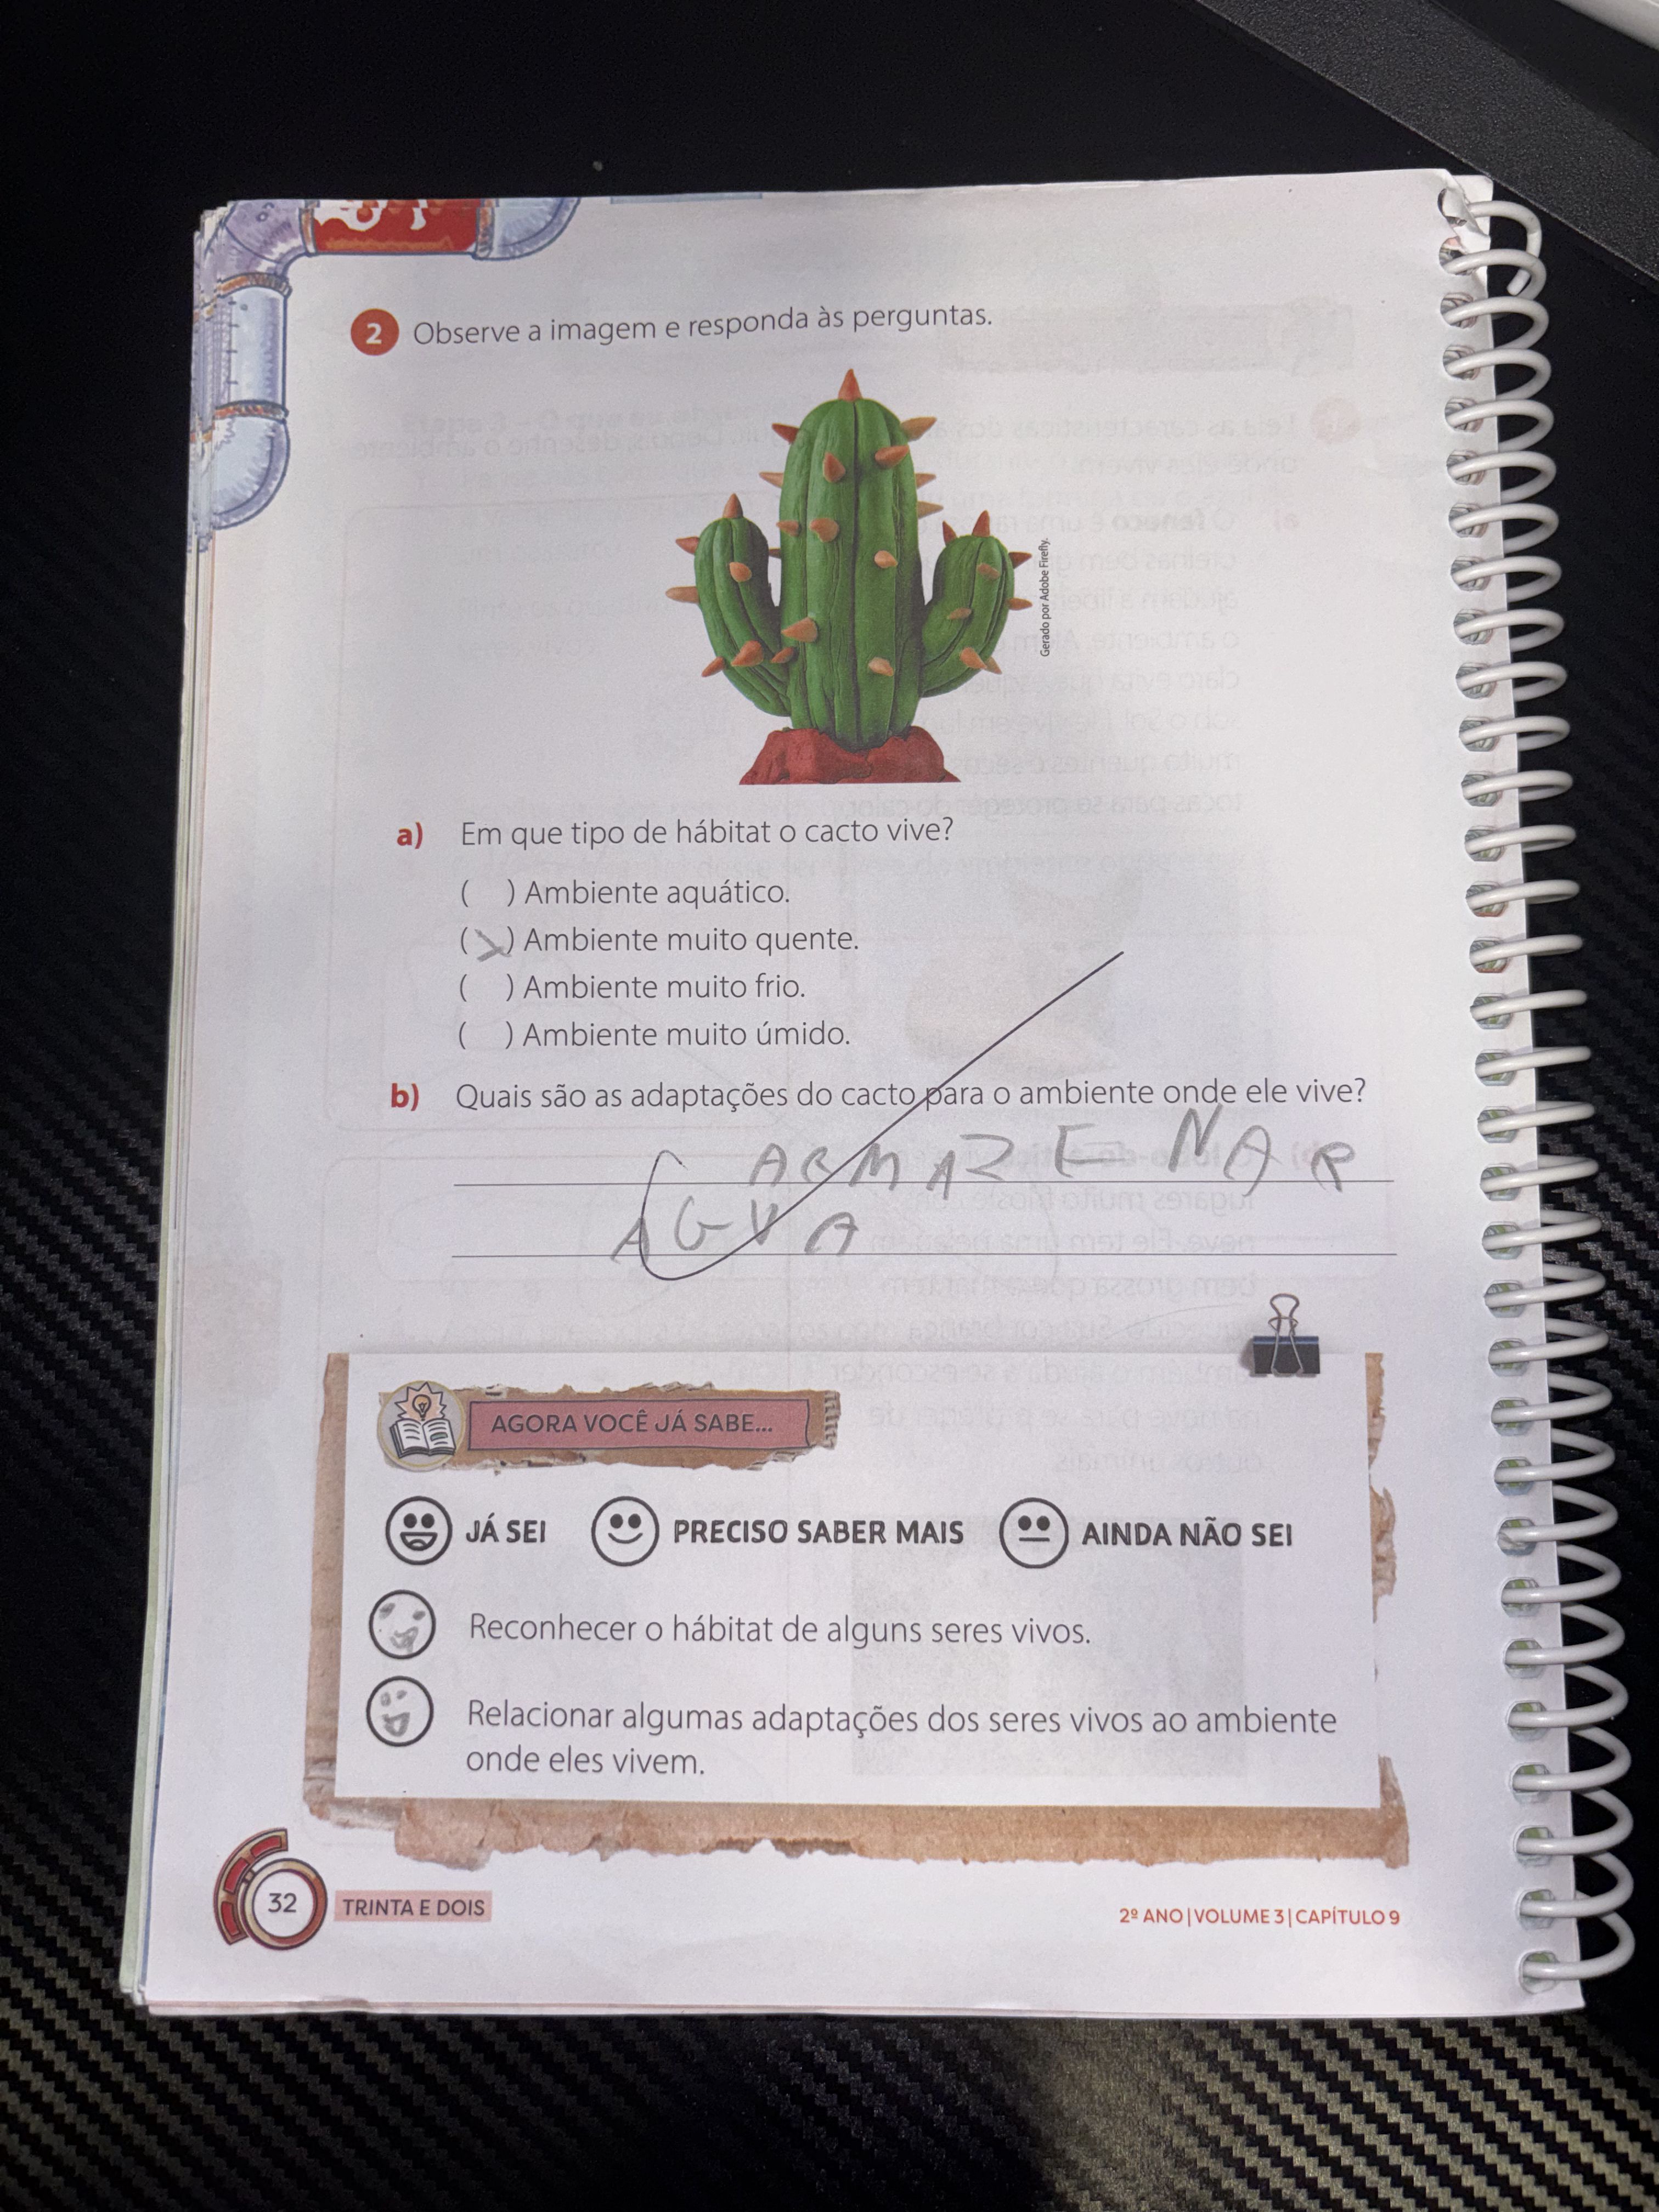 2 Observe a imagem e responda às perguntas.
Gerado por Adobe Firefly.
a) Em que tipo de hábitat o cacto vive?
( ) Ambiente aquático.
(X) Ambiente muito quente.
( ) Ambiente muito frio.
( ) Ambiente muito úmido.
b) Quais são as adaptações do cacto para o ambiente onde ele vive?
ARMAZENAR
AGUA
AGORA VOCÊ JÁ SABE...
JÁ SEI PRECISO SABER MAIS AINDA NÃO SEI
Reconhecer o hábitat de alguns seres vivos.
Relacionar algumas adaptações dos seres vivos ao ambiente
onde eles vivem.
32 TRINTA E DOIS
2º ANO | VOLUME 3 | CAPÍTULO 9